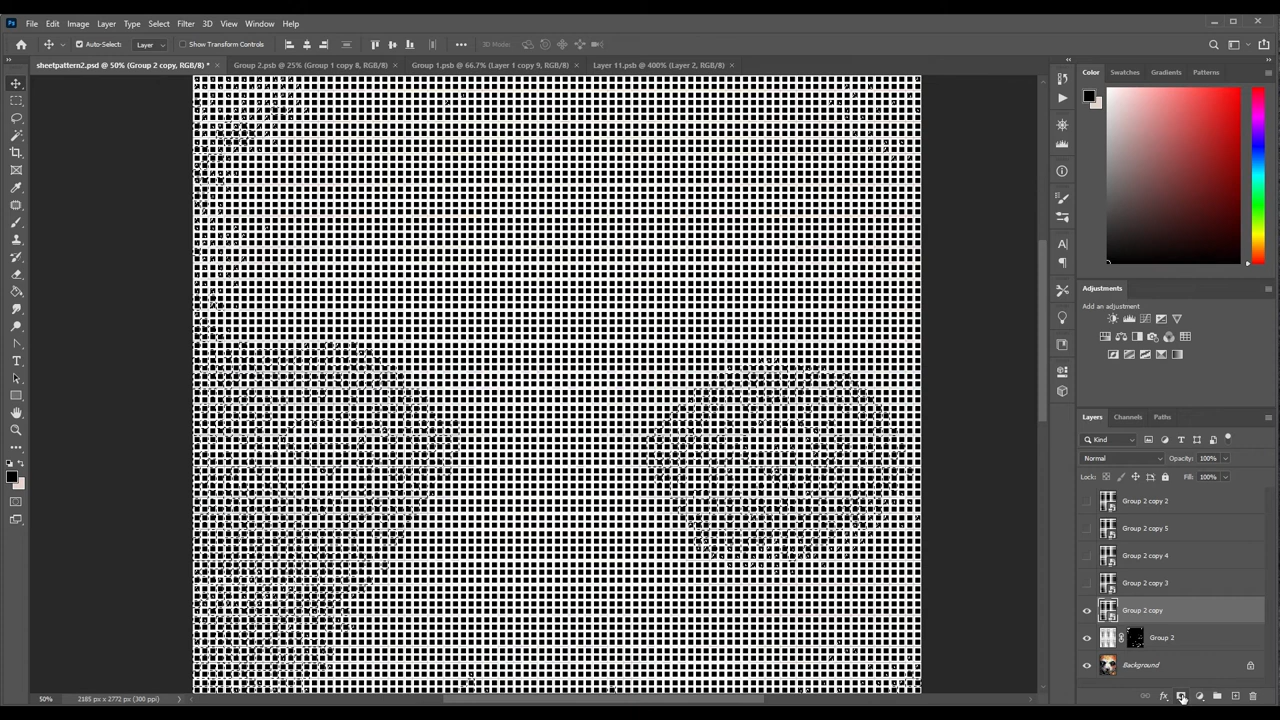 Ps File Edit Image Layer Type Select Filter 3D View Window Help
Auto-Select: Layer Show Transform Controls 3D Mode:
sheetpattern2.psd @ 50% (Group 2 copy, RGB/8) * Group 2.psb @ 25% (Group 1 copy 8, RGB/8) Group 1.psb @ 66.7% (Layer 1 copy 9, RGB/8) Layer 11.psb @ 400% (Layer 2, RGB/8)
Color Swatches Gradients Patterns
Adjustments
Add an adjustment
Layers Channels Paths
Kind
Normal Opacity: 100%
Lock: Fill: 100%
Group 2 copy 2
Group 2 copy 5
Group 2 copy 4
Group 2 copy 3
Group 2 copy
Group 2
Background
50% 2165 px x 2772 px (300 ppi)